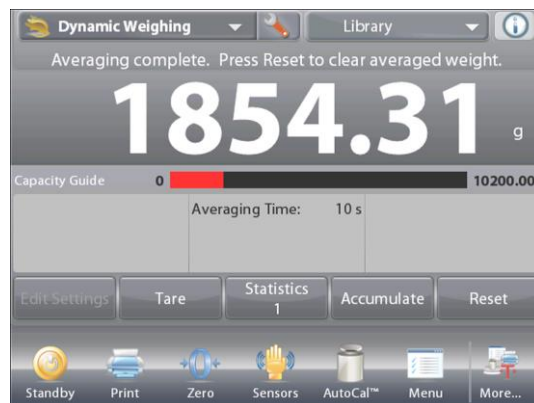 Dynamic Weighing Library
Averaging complete. Press Reset to clear averaged weight.
1854.31 g
Capacity Guide 0 10200.00
Averaging Time: 10 s
Edit Settings Tare Statistics 1 Accumulate Reset
Standby Print Zero Sensors AutoCal™ Menu More...